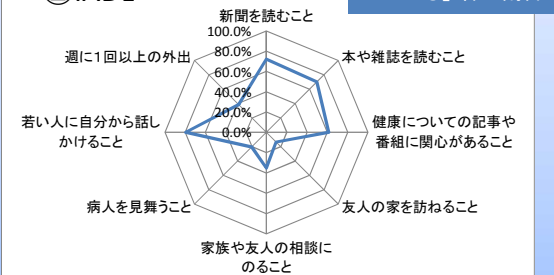 新聞を読むこと
100.0%
80.0%
60.0%
40.0%
20.0%
0.0%
本や雑誌を読むこと
健康についての記事や
番組に関心があること
友人の家を訪ねること
家族や友人の相談に
のること
病人を見舞うこと
若い人に自分から話し
かけること
週に1回以上の外出